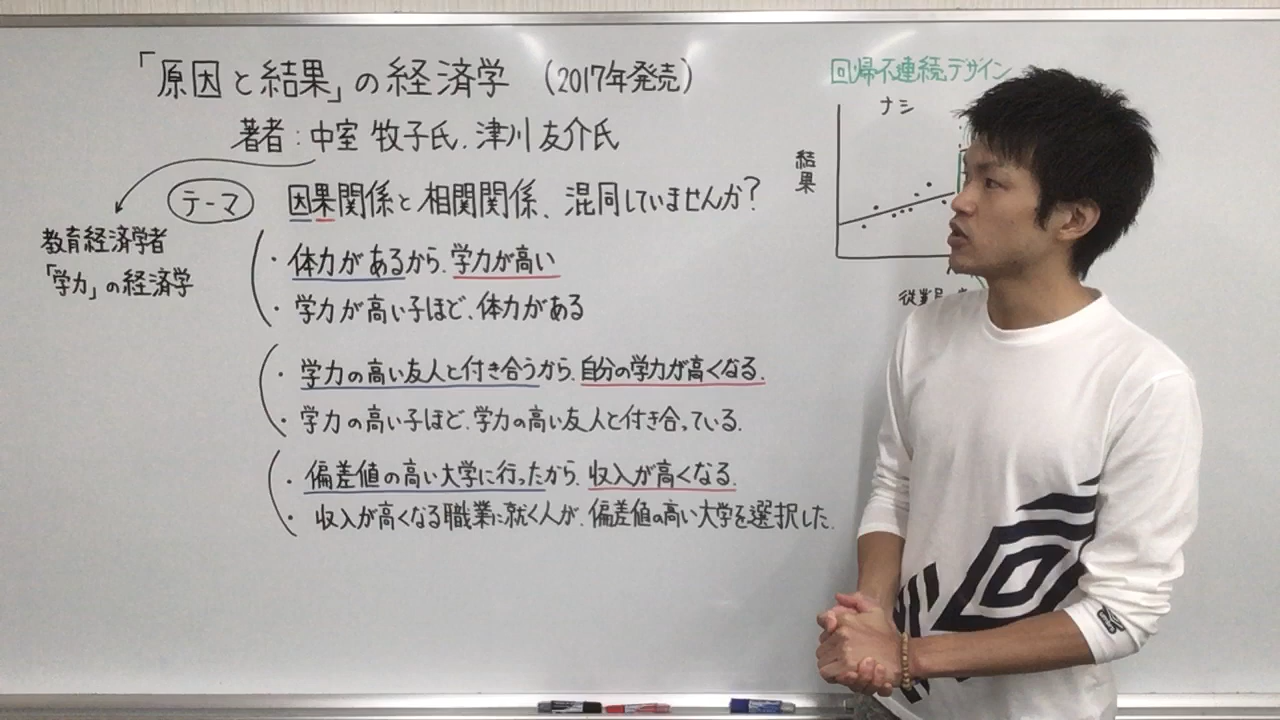 「原因と結果」の経済学 (2017年発売)
著者:中室 牧子氏、津川 友介氏
テーマ 因果関係と相関関係、混同していませんか?
教育経済学者
「学力」の経済学
・体力があるから、学力が高い
・学力が高い子ほど、体力がある
・学力の高い友人と付き合うから、自分の学力が高くなる。
・学力の高い子ほど、学力の高い友人と付き合っている。
・偏差値の高い大学に行ったから、収入が高くなる。
・収入が高くなる職業に就く人が、偏差値の高い大学を選択した。
回帰不連続デザイン
ナシ
結果
従業員